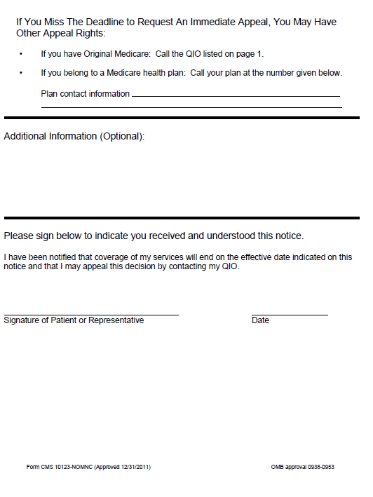 If You Miss The Deadline to Request An Immediate Appeal, You May Have
Other Appeal Rights:
• If you have Original Medicare: Call the QIO listed on page 1.
• If you belong to a Medicare health plan: Call your plan at the number given below.
Plan contact information
Additional Information (Optional):
Please sign below to indicate you received and understood this notice.
I have been notified that coverage of my services will end on the effective date indicated on this
notice and that I may appeal this decision by contacting my QIO.
Signature of Patient or Representative Date
Form CMS 10123-NOMNC (Approved 12/31/2011) OMB approval 0938-0953